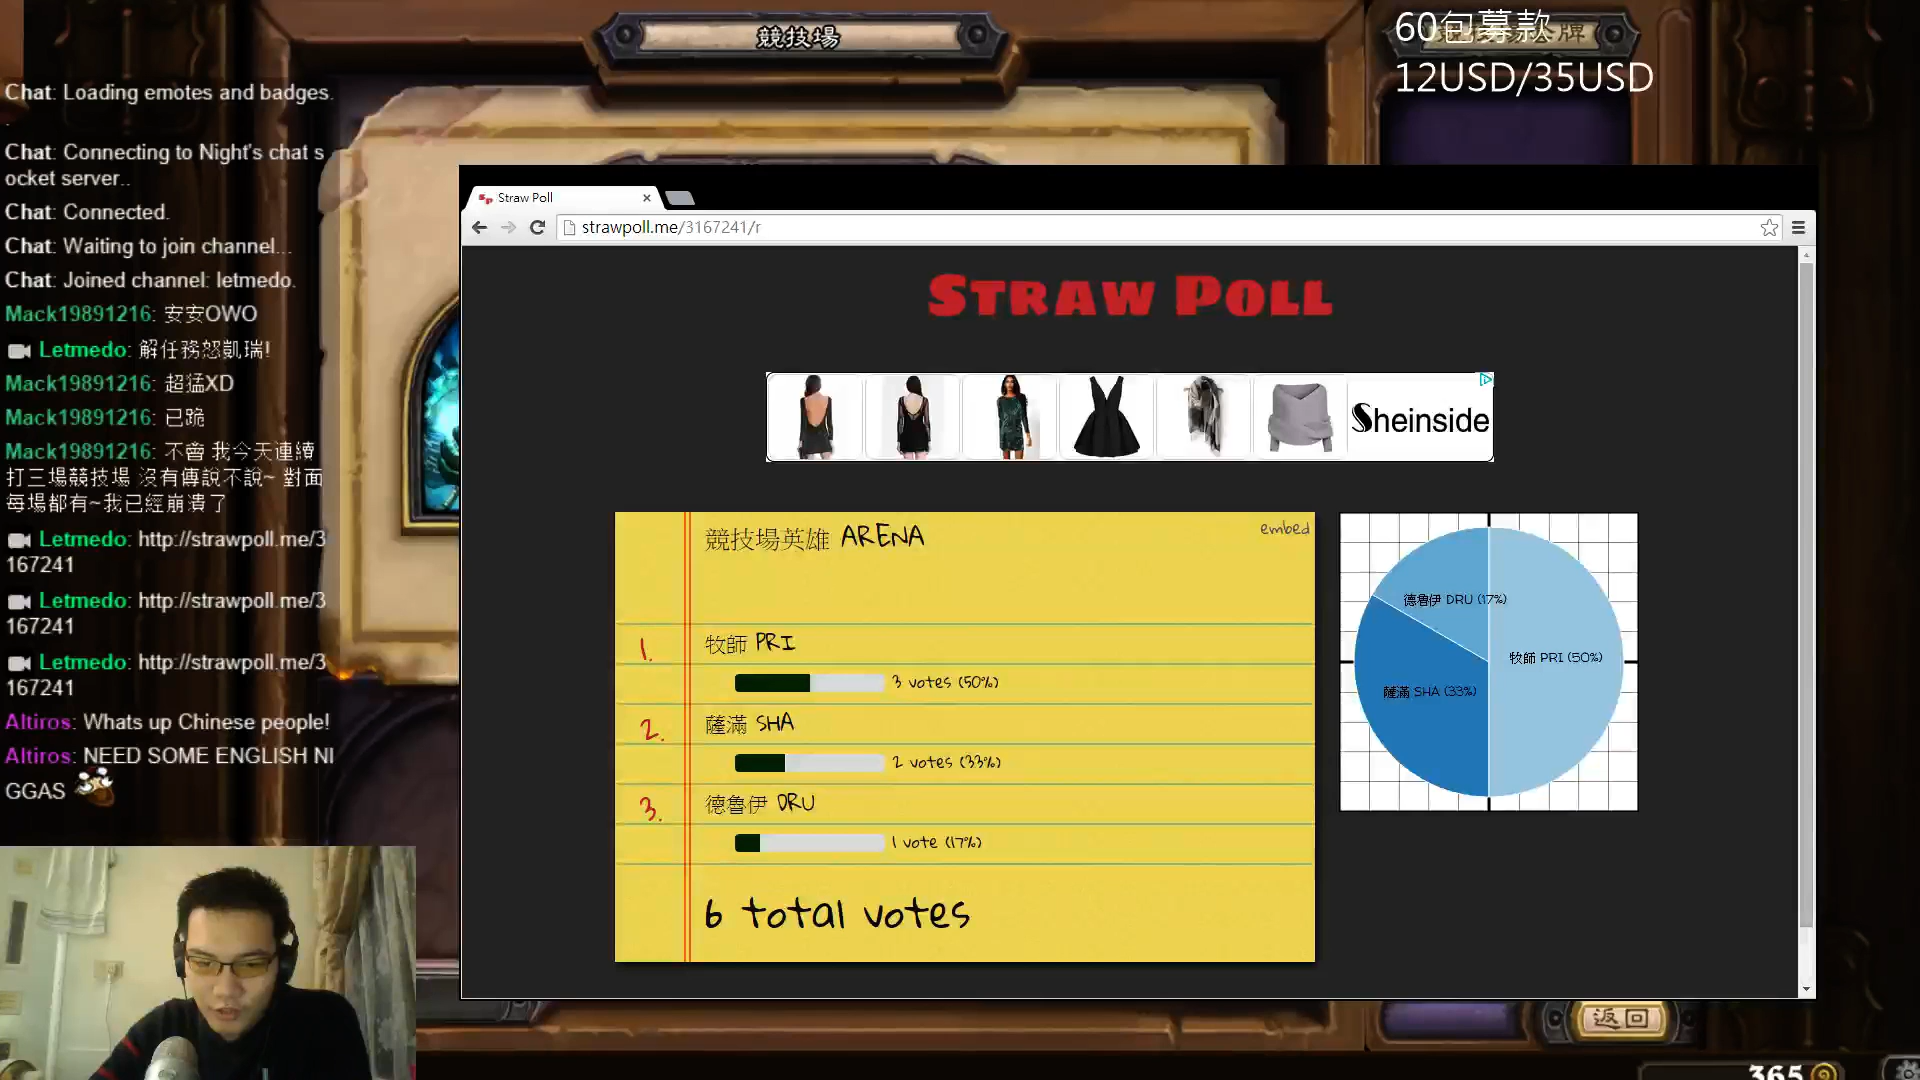 競技場
60包募款
12USD/35USD
Chat: Loading emotes and badges.
.
Chat: Connecting to Night's chat s
ocket server..
Chat: Connected.
Chat: Waiting to join channel...
Chat: Joined channel: letmedo.
Mack19891216: 安安OWO
Letmedo: 解任務怒凱瑞!
Mack19891216: 超猛XD
Mack19891216: 已跪
Mack19891216: 不會 我今天連續
打三場競技場 沒有傳說不說~ 對面
每場都有~我已經崩潰了
Letmedo: http://strawpoll.me/3
167241
Letmedo: http://strawpoll.me/3
167241
Letmedo: http://strawpoll.me/3
167241
Altiros: Whats up Chinese people!
Altiros: NEED SOME ENGLISH NI
GGAS
Straw Poll
strawpoll.me/3167241/r
STRAW POLL
Sheinside
競技場英雄 ARENA
embed
1. 牧師 PRI
3 votes (50%)
2. 薩滿 SHA
2 votes (33%)
3. 德魯伊 DRU
1 vote (17%)
6 total votes
德魯伊 DRU (17%)
牧師 PRI (50%)
薩滿 SHA (33%)
返回
365